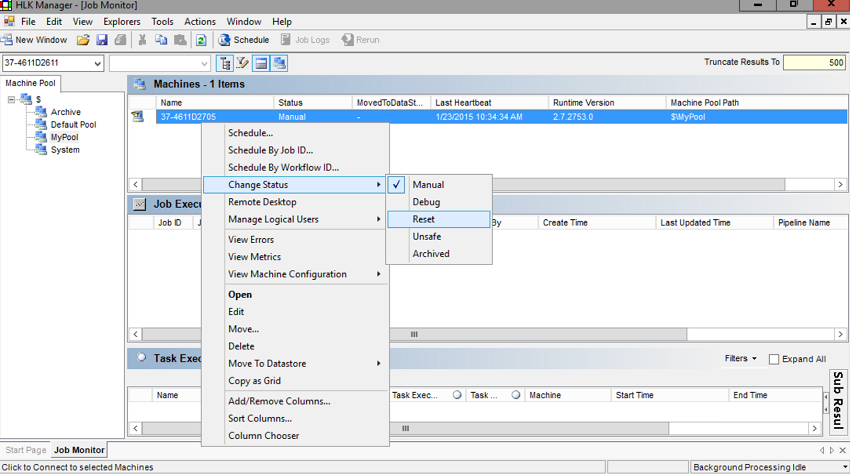 HLK Manager - [Job Monitor]
File Edit View Explorers Tools Actions Window Help
New Window Schedule Job Logs Rerun
37-4611D2611 Truncate Results To 500
Machine Pool
$
Archive
Default Pool
MyPool
System
Machines - 1 Items
Name Status MovedToDataSt... Last Heartbeat Runtime Version Machine Pool Path
37-4611D2705 Manual - 1/23/2015 10:34:34 AM 2.7.2753.0 $\MyPool
Schedule...
Schedule By Job ID...
Schedule By Workflow ID...
Change Status
Remote Desktop
Manage Logical Users
View Errors
View Metrics
View Machine Configuration
Open
Edit
Move...
Delete
Move To Datastore
Copy as Grid
Add/Remove Columns...
Sort Columns...
Column Chooser
Manual
Debug
Reset
Unsafe
Archived
Job Execu
Job ID J By Create Time Last Updated Time Pipeline Name
Task Exec Filters Expand All
Name Task Exec... Task ... Machine Start Time End Time
Sub Resul
Start Page Job Monitor
Click to Connect to selected Machines Background Processing Idle